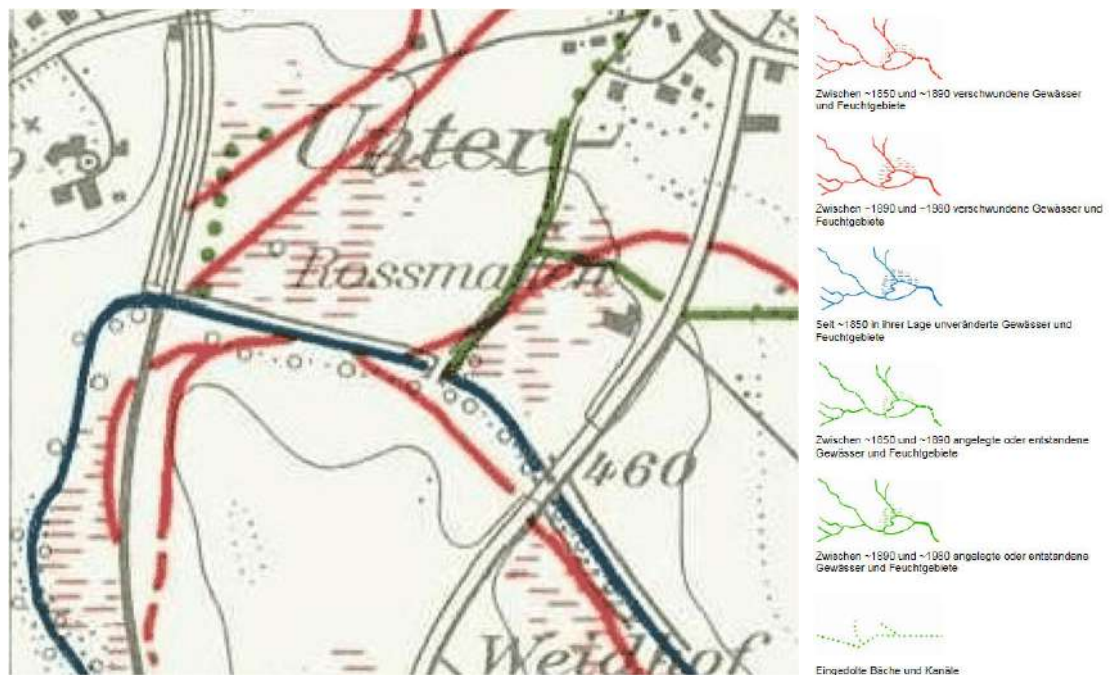 Unter-
Rossmatten
460
Weidhof
Zwischen ~1850 und ~1890 verschwundene Gewässer
und Feuchtgebiete
Zwischen ~1890 und ~1980 verschwundene Gewässer und
Feuchtgebiete
Seit ~1850 in ihrer Lage unveränderte Gewässer und
Feuchtgebiete
Zwischen ~1850 und ~1890 angelegte oder entstandene
Gewässer und Feuchtgebiete
Zwischen ~1890 und ~1980 angelegte oder entstandene
Gewässer und Feuchtgebiete
Eingedolte Bäche und Kanäle